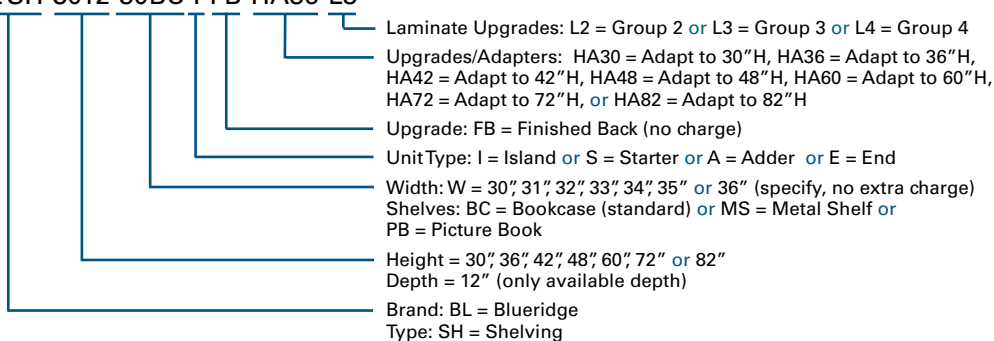 Laminate Upgrades: L2 = Group 2 or L3 = Group 3 or L4 = Group 4
Upgrades/Adapters: HA30 = Adapt to 30"H, HA36 = Adapt to 36"H,
HA42 = Adapt to 42"H, HA48 = Adapt to 48"H, HA60 = Adapt to 60"H,
HA72 = Adapt to 72"H, or HA82 = Adapt to 82"H
Upgrade: FB = Finished Back (no charge)
Unit Type: I = Island or S = Starter or A = Adder or E = End
Width: W = 30", 31", 32", 33", 34", 35" or 36" (specify, no extra charge)
Shelves: BC = Bookcase (standard) or MS = Metal Shelf or
PB = Picture Book
Height = 30", 36", 42", 48", 60", 72" or 82"
Depth = 12" (only available depth)
Brand: BL = Blueridge
Type: SH = Shelving